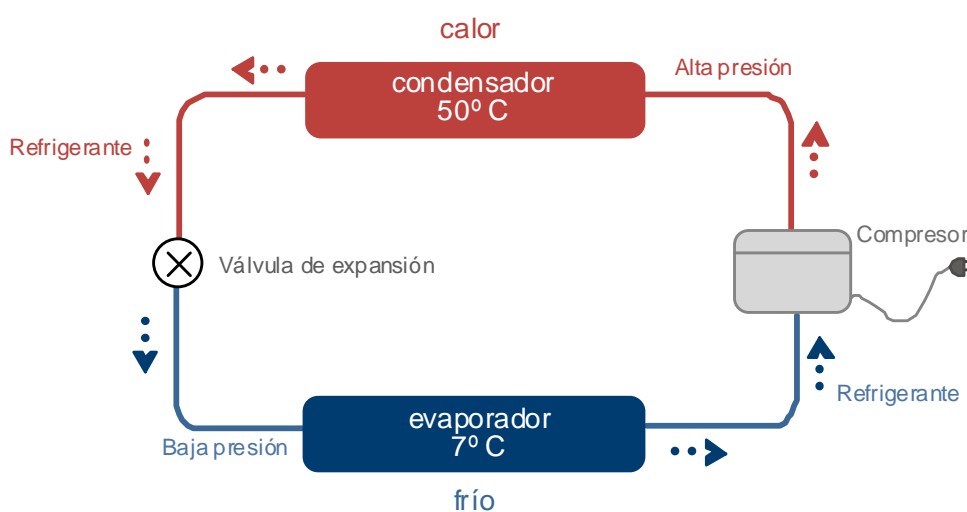 calor
condensador
50º C
Alta presión
Refrigerante
Compresor
Válvula de expansión
Refrigerante
evaporador
7º C
Baja presión
frío